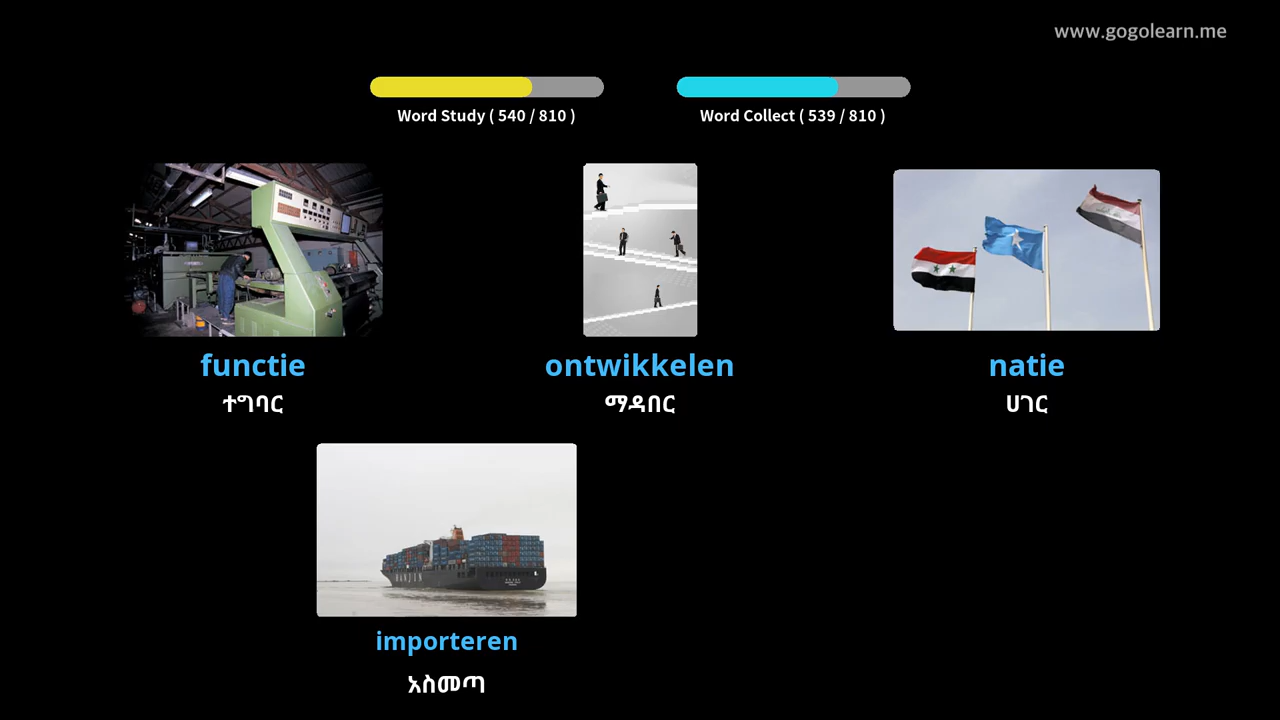 www.gogolearn.me
Word Study ( 540 / 810 )
Word Collect ( 539 / 810 )
functie
ተግባር
ontwikkelen
ማዳበር
natie
ሀገር
HANJIN
importeren
አስመጣ